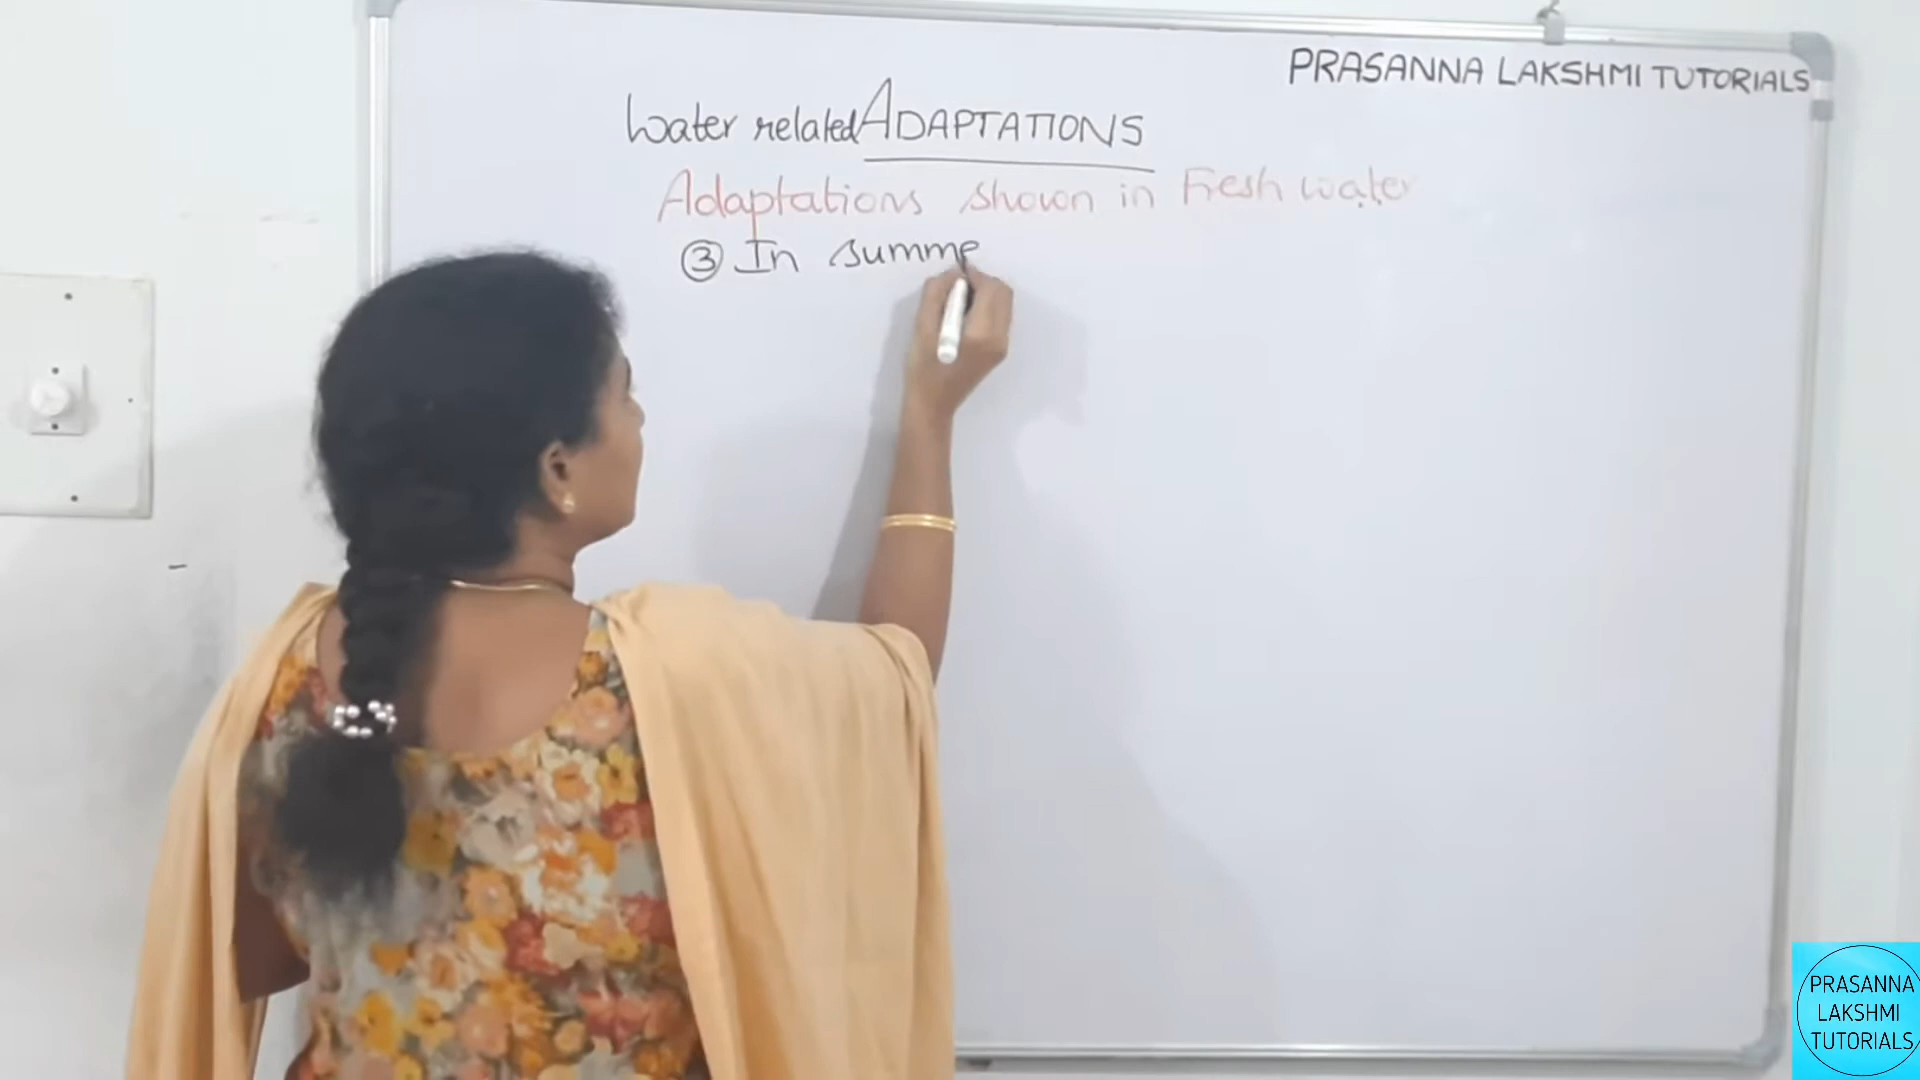 PRASANNA LAKSHMI TUTORIALS
Water related ADAPTATIONS
Adaptations shown in Fresh water
③ In summe
PRASANNA
LAKSHMI
TUTORIALS